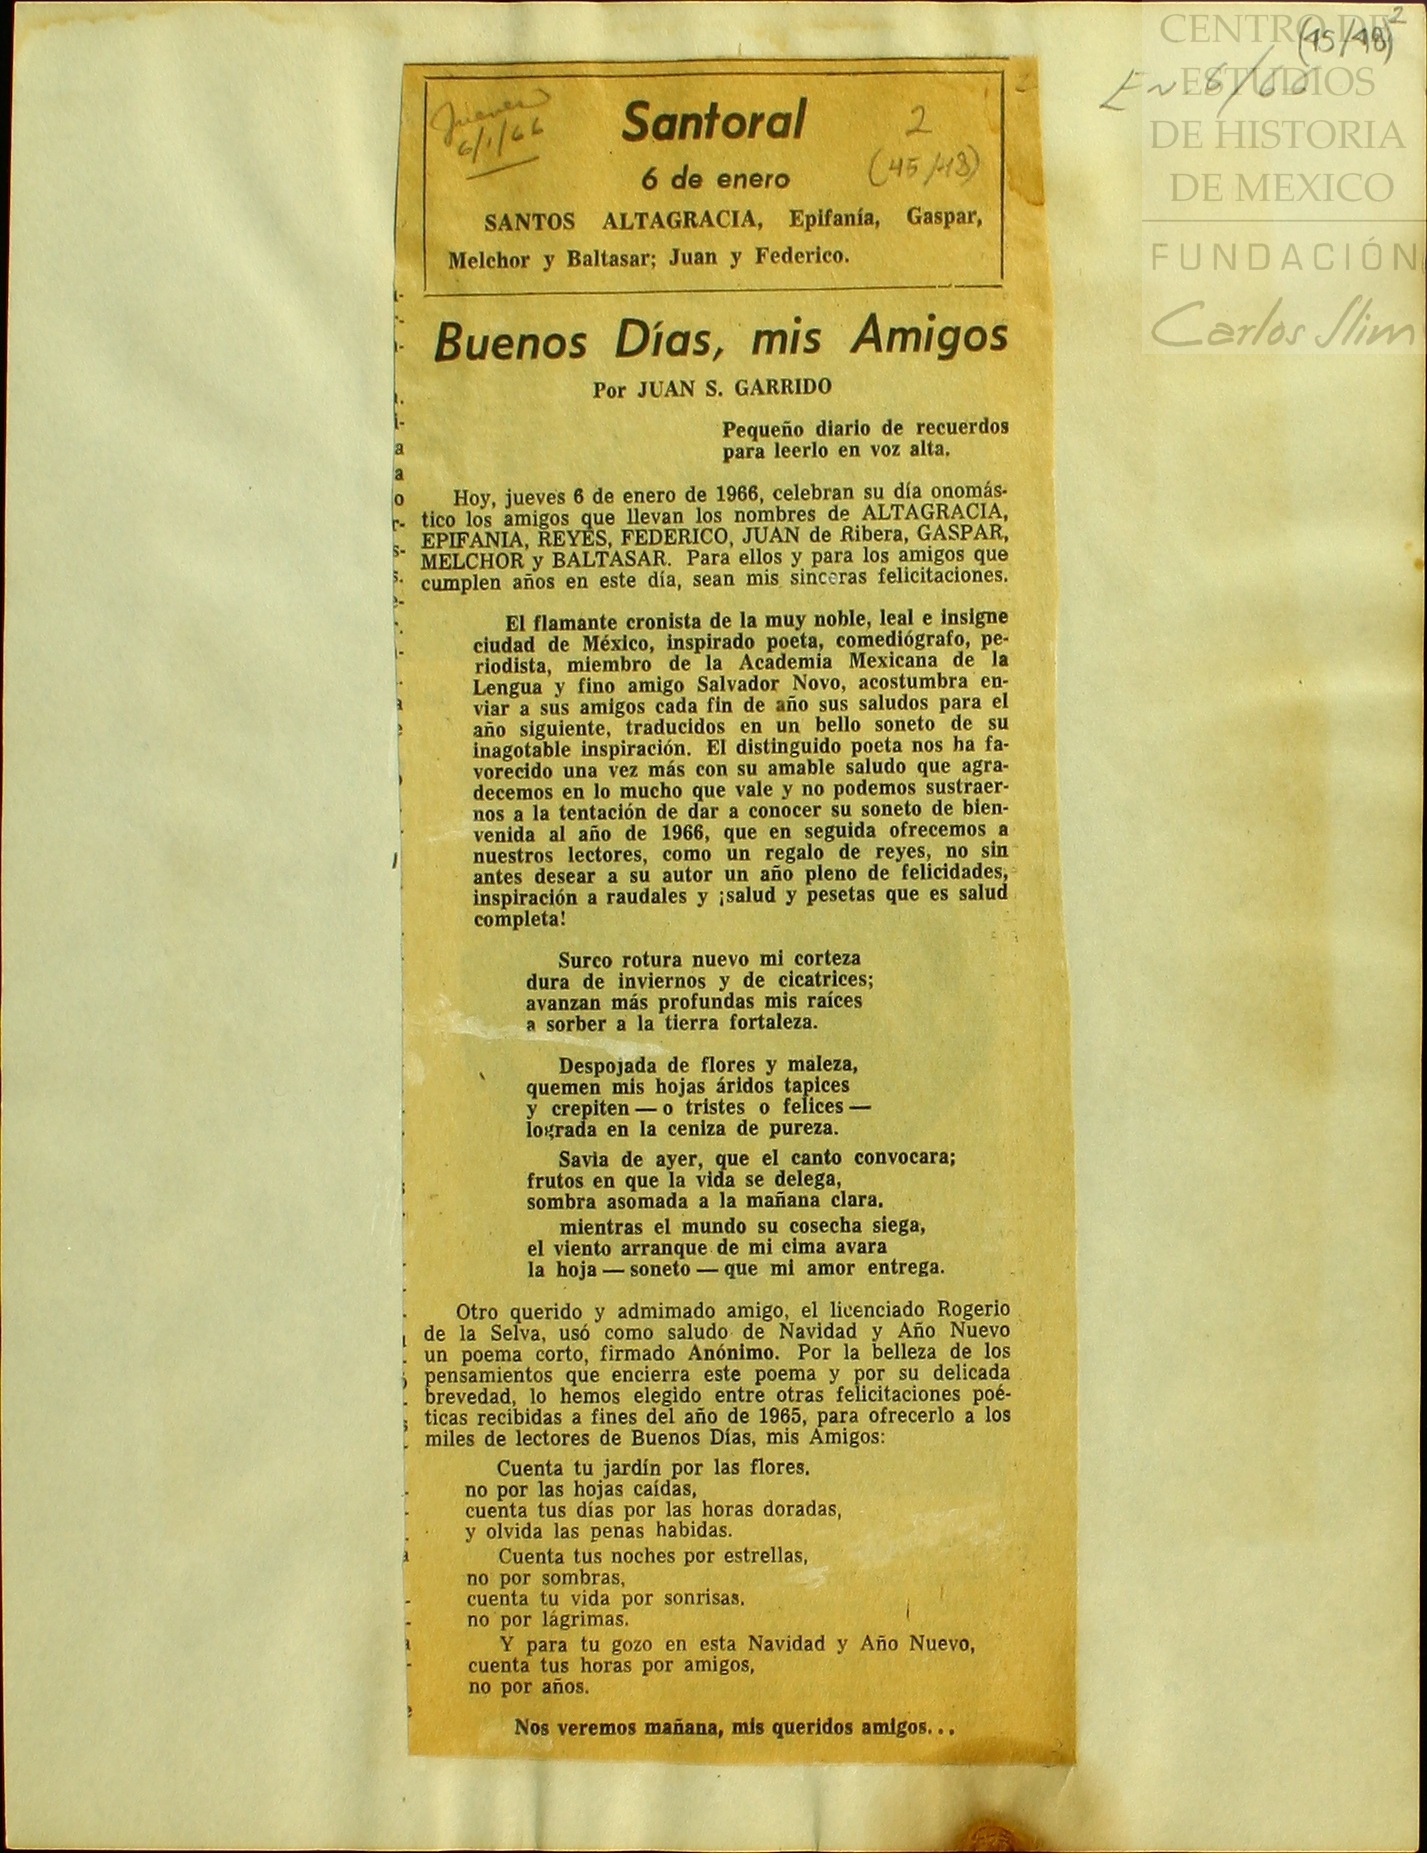 CENTRO DE
ESTUDIOS
DE HISTORIA
DE MEXICO
FUNDACIÓN
Carlos Slim
2
(45/48)
En. 6/66
Jueves
6/1/66
2
(45/48)
Santoral
6 de enero
SANTOS ALTAGRACIA, Epifanía, Gaspar,
Melchor y Baltasar; Juan y Federico.
Buenos Días, mis Amigos
Por JUAN S. GARRIDO
Pequeño diario de recuerdos
para leerlo en voz alta.
Hoy, jueves 6 de enero de 1966, celebran su día onomás-
tico los amigos que llevan los nombres de ALTAGRACIA,
EPIFANIA, REYES, FEDERICO, JUAN de Ribera, GASPAR,
MELCHOR y BALTASAR. Para ellos y para los amigos que
cumplen años en este día, sean mis sinceras felicitaciones.
El flamante cronista de la muy noble, leal e insigne
ciudad de México, inspirado poeta, comediógrafo, pe-
riodista, miembro de la Academia Mexicana de la
Lengua y fino amigo Salvador Novo, acostumbra en-
viar a sus amigos cada fin de año sus saludos para el
año siguiente, traducidos en un bello soneto de su
inagotable inspiración. El distinguido poeta nos ha fa-
vorecido una vez más con su amable saludo que agra-
decemos en lo mucho que vale y no podemos sustraer-
nos a la tentación de dar a conocer su soneto de bien-
venida al año de 1966, que en seguida ofrecemos a
nuestros lectores, como un regalo de reyes, no sin
antes desear a su autor un año pleno de felicidades,
inspiración a raudales y ¡salud y pesetas que es salud
completa!
Surco rotura nuevo mi corteza
dura de inviernos y de cicatrices;
avanzan más profundas mis raíces
a sorber a la tierra fortaleza.
Despojada de flores y maleza,
quemen mis hojas áridos tapices
y crepiten — o tristes o felices —
lograda en la ceniza de pureza.
Savia de ayer, que el canto convocara;
frutos en que la vida se delega,
sombra asomada a la mañana clara.
mientras el mundo su cosecha siega,
el viento arranque de mi cima avara
la hoja — soneto — que mi amor entrega.
Otro querido y admimado amigo, el licenciado Rogerio
de la Selva, usó como saludo de Navidad y Año Nuevo
un poema corto, firmado Anónimo. Por la belleza de los
pensamientos que encierra este poema y por su delicada
brevedad, lo hemos elegido entre otras felicitaciones poé-
ticas recibidas a fines del año de 1965, para ofrecerlo a los
miles de lectores de Buenos Días, mis Amigos:
Cuenta tu jardín por las flores.
no por las hojas caídas,
cuenta tus días por las horas doradas,
y olvida las penas habidas.
Cuenta tus noches por estrellas,
no por sombras,
cuenta tu vida por sonrisas.
no por lágrimas.
Y para tu gozo en esta Navidad y Año Nuevo,
cuenta tus horas por amigos,
no por años.
Nos veremos mañana, mis queridos amigos...